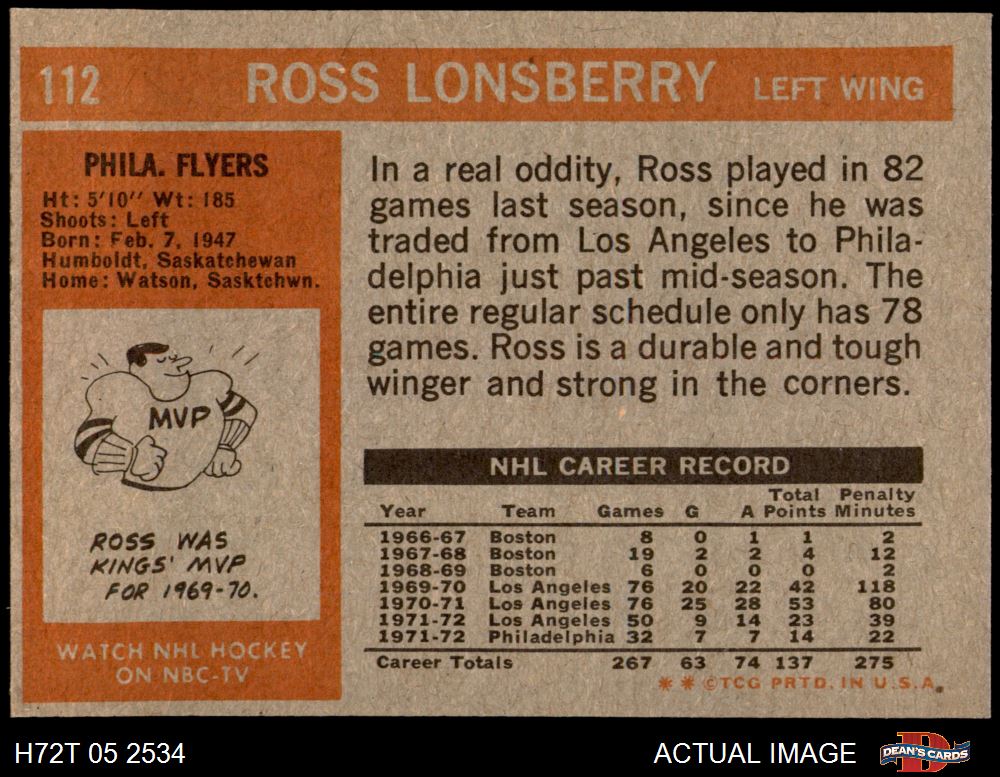 112 ROSS LONSBERRY LEFT WING
PHILA. FLYERS
Ht: 5'10" Wt: 185
Shoots: Left
Born: Feb. 7, 1947
Humboldt, Saskatchewan
Home: Watson, Sasktchwn.
MVP
ROSS WAS
KINGS' MVP
FOR 1969-70.
WATCH NHL HOCKEY
ON NBC-TV
In a real oddity, Ross played in 82
games last season, since he was
traded from Los Angeles to Phila-
delphia just past mid-season. The
entire regular schedule only has 78
games. Ross is a durable and tough
winger and strong in the corners.
NHL CAREER RECORD
Year Team Games G A Total Points Penalty Minutes
1966-67 Boston 8 0 1 1 2
1967-68 Boston 19 2 2 4 12
1968-69 Boston 6 0 0 0 2
1969-70 Los Angeles 76 20 22 42 118
1970-71 Los Angeles 76 25 28 53 80
1971-72 Los Angeles 50 9 14 23 39
1971-72 Philadelphia 32 7 7 14 22
Career Totals 267 63 74 137 275
* * ©TCG PRTD. IN U.S.A.
H72T 05 2534 ACTUAL IMAGE DEAN'S CARDS